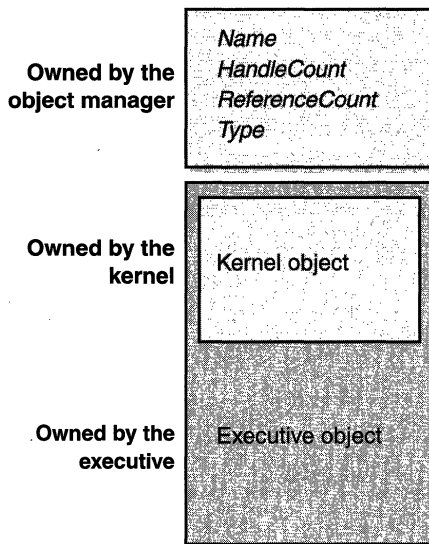 Owned by the
object manager
Name
HandleCount
ReferenceCount
Type
Owned by the
kernel
Kernel object
Owned by the
executive
Executive object